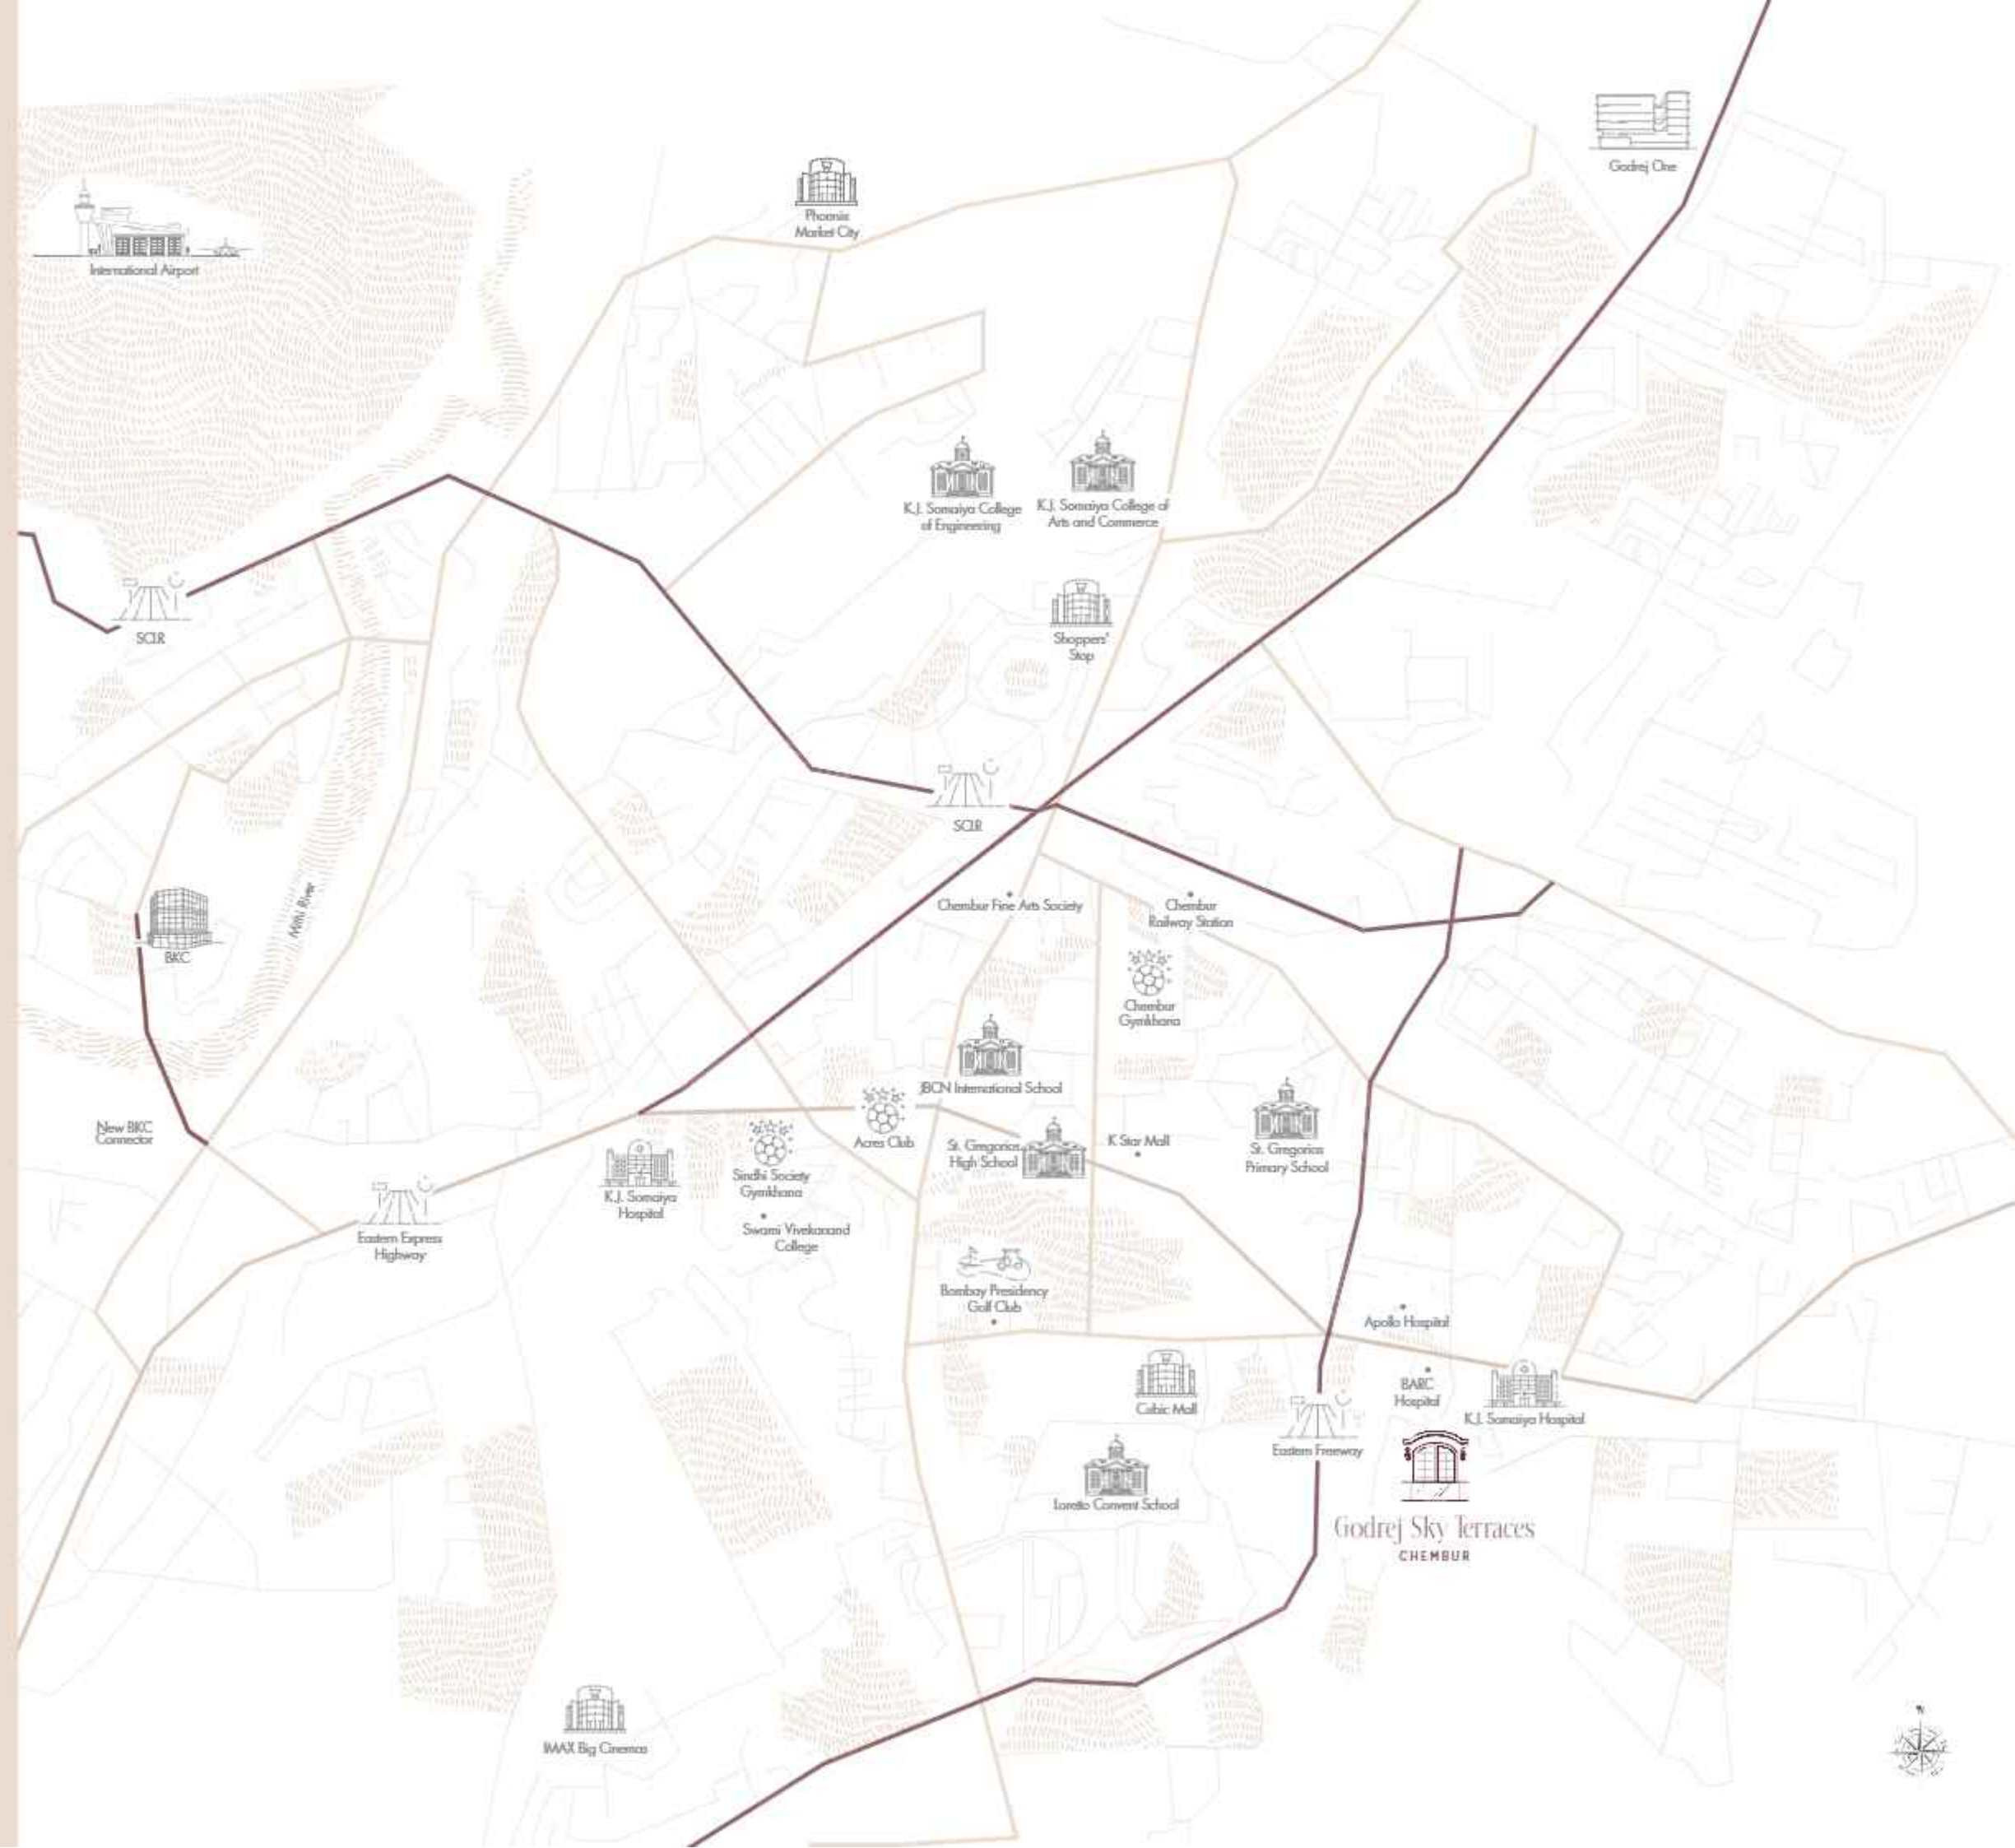 Godrej One
Phoenix
Market City
International Airport
K.J. Somaiya College
of Engineering
K.J. Somaiya College of
Arts and Commerce
Shoppers'
Stop
SCLR
SCLR
Chembur Fine Arts Society
Chembur
Railway Station
Mithi River
BKC
Chembur
Gymkhana
JBCN International School
New BKC
Connector
Acres Club
St. Gregorios
High School
K Star Mall
St. Gregorios
Primary School
Sindhi Society
Gymkhana
K.J. Somaiya
Hospital
Swami Vivekanand
College
Eastern Express
Highway
Bombay Presidency
Golf Club
Apollo Hospital
BARC
Hospital
Cubic Mall
K.J. Somaiya Hospital
Eastern Freeway
Loretto Convent School
Godrej Sky Terraces
CHEMBUR
IMAX Big Cinemas
N